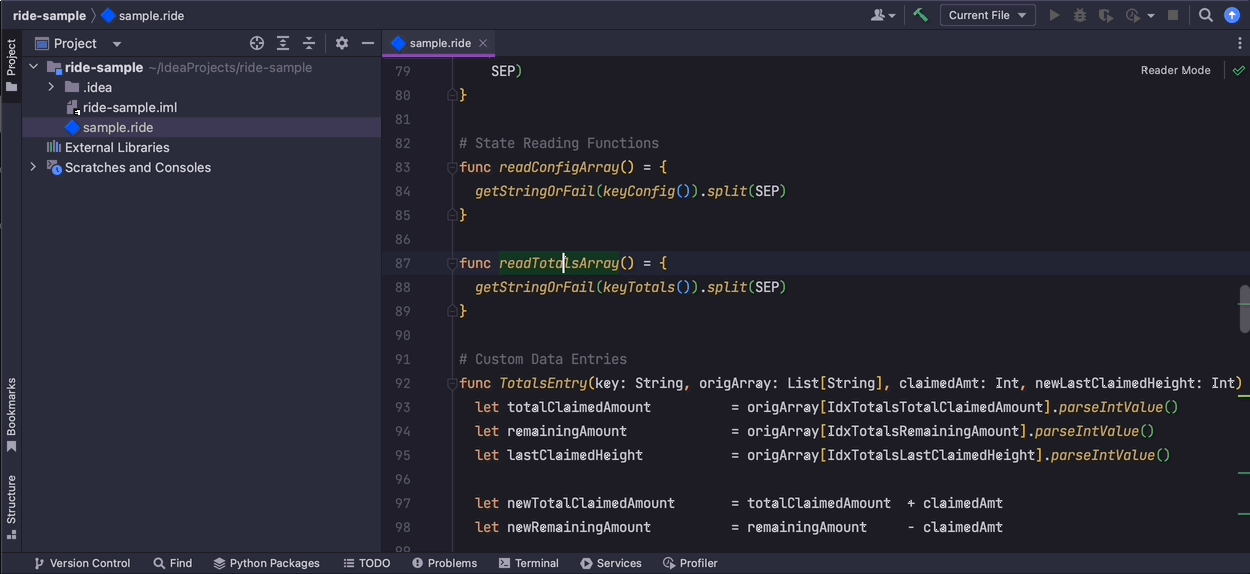 ride-sample sample.ride Current File
Project
Project
sample.ride
ride-sample ~/IdeaProjects/ride-sample
.idea
ride-sample.iml
sample.ride
External Libraries
Scratches and Consoles
Bookmarks
Structure
Reader Mode
79 SEP)
80 }
81
82 # State Reading Functions
83 func readConfigArray() = {
84 getStringOrFail(keyConfig()).split(SEP)
85 }
86
87 func readTotalsArray() = {
88 getStringOrFail(keyTotals()).split(SEP)
89 }
90
91 # Custom Data Entries
92 func TotalsEntry(key: String, origArray: List[String], claimedAmt: Int, newLastClaimedHeight: Int)
93 let totalClaimedAmount = origArray[IdxTotalsTotalClaimedAmount].parseIntValue()
94 let remainingAmount = origArray[IdxTotalsRemainingAmount].parseIntValue()
95 let lastClaimedHeight = origArray[IdxTotalsLastClaimedHeight].parseIntValue()
96
97 let newTotalClaimedAmount = totalClaimedAmount + claimedAmt
98 let newRemainingAmount = remainingAmount - claimedAmt
Version Control Find Python Packages TODO Problems Terminal Services Profiler